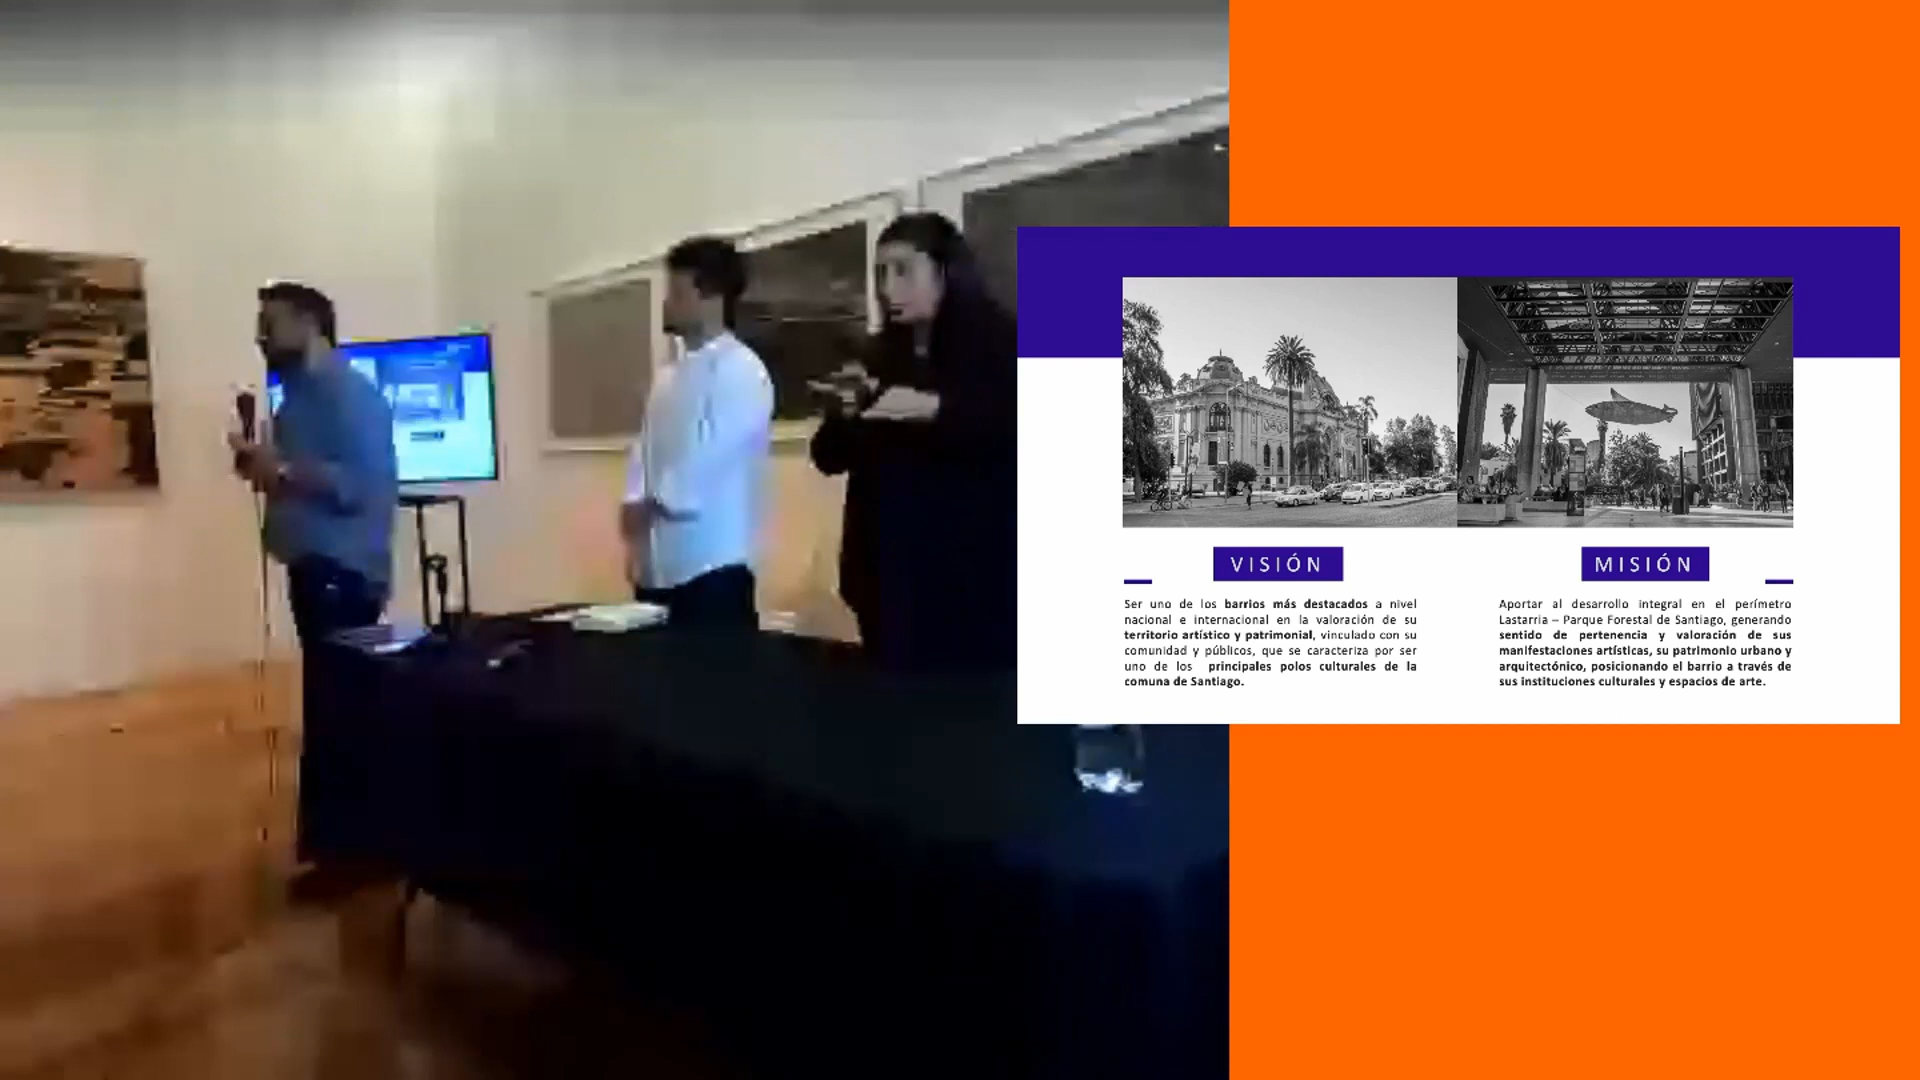 VISIÓN
Ser uno de los barrios más destacados a nivel
nacional e internacional en la valoración de su
territorio artístico y patrimonial, vinculado con su
comunidad y públicos, que se caracteriza por ser
uno de los principales polos culturales de la
comuna de Santiago.
MISIÓN
Aportar al desarrollo integral en el perímetro
Lastarria – Parque Forestal de Santiago, generando
sentido de pertenencia y valoración de sus
manifestaciones artísticas, su patrimonio urbano y
arquitectónico, posicionando el barrio a través de
sus instituciones culturales y espacios de arte.